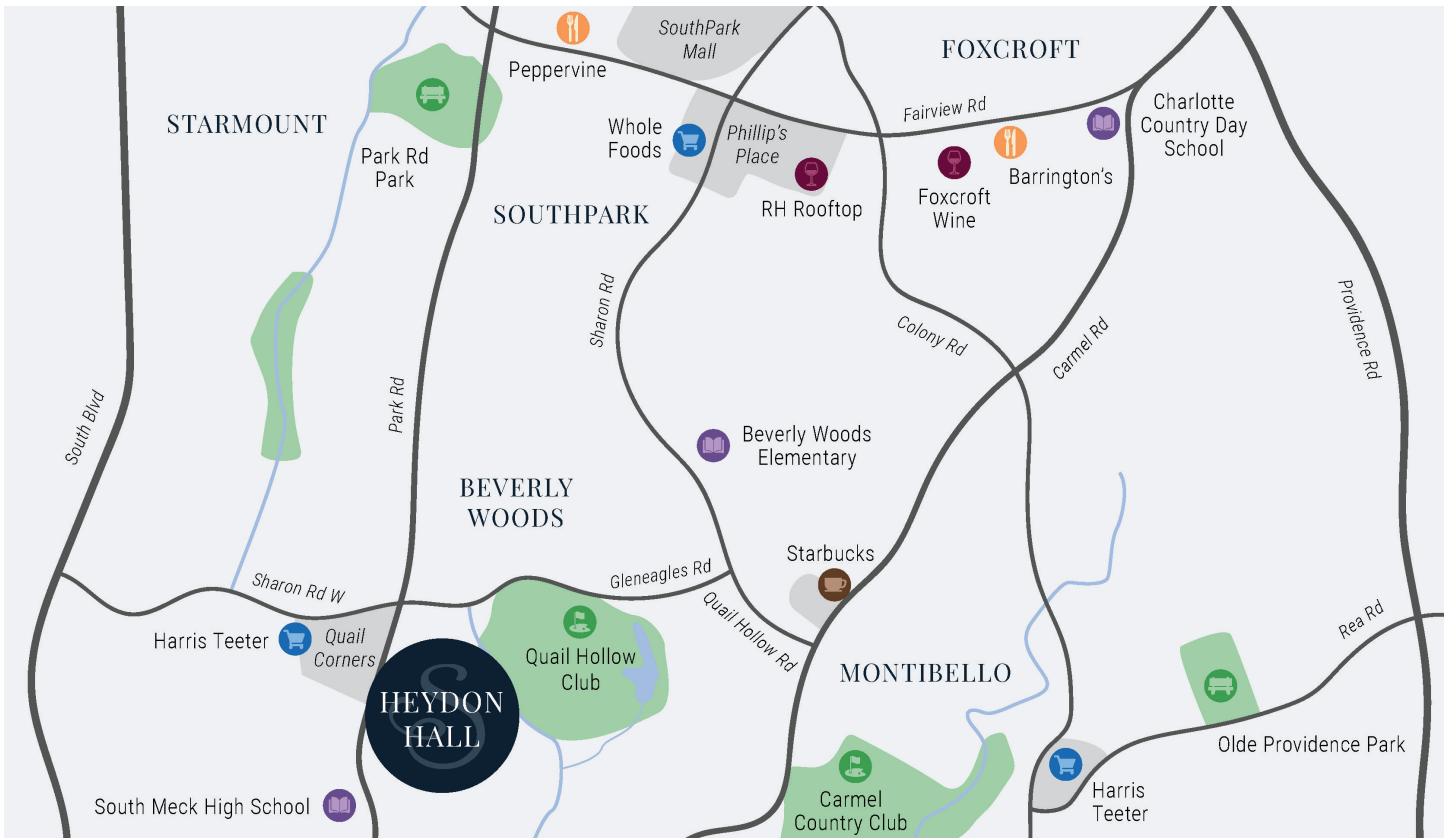 SouthPark
Mall
FOXCROFT
Peppervine
STARMOUNT
Park Rd
Park
Whole
Foods
Phillip's
Place
Fairview Rd
Charlotte
Country Day
School
RH Rooftop
Foxcroft
Wine
Barrington's
SOUTHPARK
Sharon Rd
Colony Rd
Carmel Rd
Providence Rd
South Blvd
Park Rd
Beverly Woods
Elementary
BEVERLY
WOODS
Sharon Rd W
Gleneagles Rd
Starbucks
Quail Hollow Rd
Harris Teeter
Quail
Corners
Quail Hollow
Club
HEYDON
HALL
S
MONTIBELLO
Rea Rd
Olde Providence Park
South Meck High School
Carmel
Country Club
Harris
Teeter